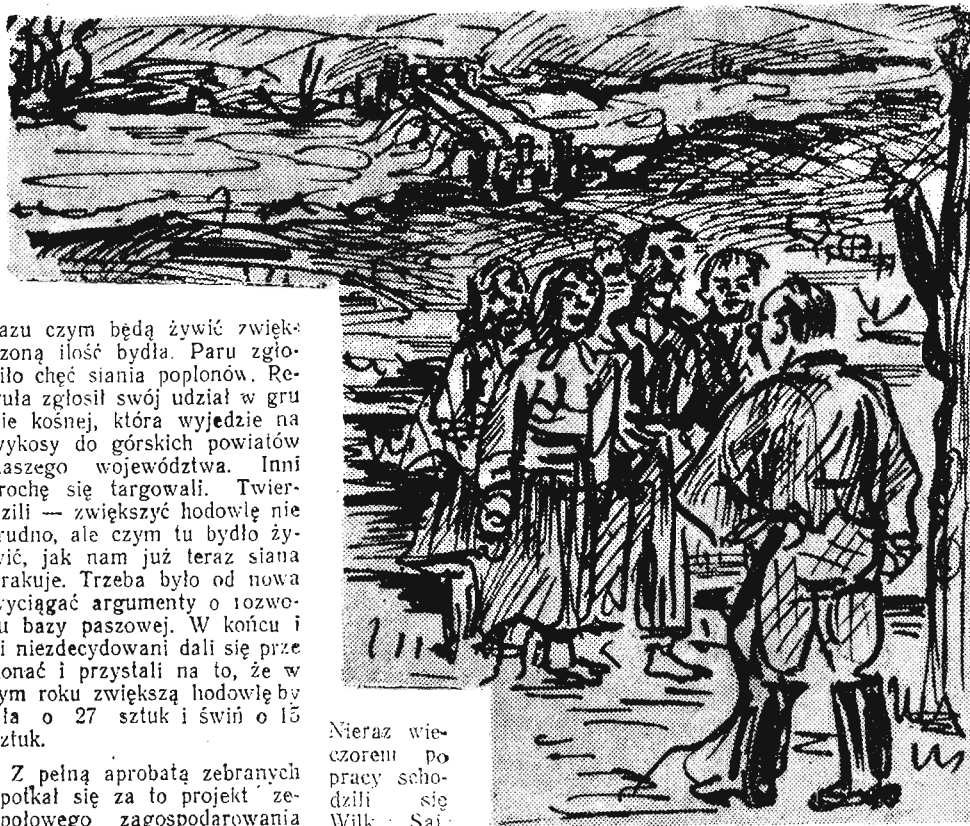 azu czym będą żywić zwięk-
zoną ilość bydła. Paru zgło-
iło chęć siania poplonów. Re-
ruła zgłosił swój udział w gru
ie kośnej, która wyjedzie na
wykosy do górskich powiatów
aszego województwa. Inni
rochę się targowali. Twier-
zili — zwiększyć hodowlę nie
rudno, ale czym tu bydło ży-
wić, jak nam już teraz siana
rakuje. Trzeba było od nowa
wyciągać argumenty o rozwo-
u bazy paszowej. W końcu i
i niezdecydowani dali się prze
onać i przystali na to, że w
ym roku zwiększą hodowlę by
ła o 27 sztuk i świń o 15
ztuk.
Z pełną aprobatą zebranych
potkał się za to projekt ze-
połowego zagospodarowania
Nieraz wie-
czorem po
pracy scho-
dzili się
Wilk